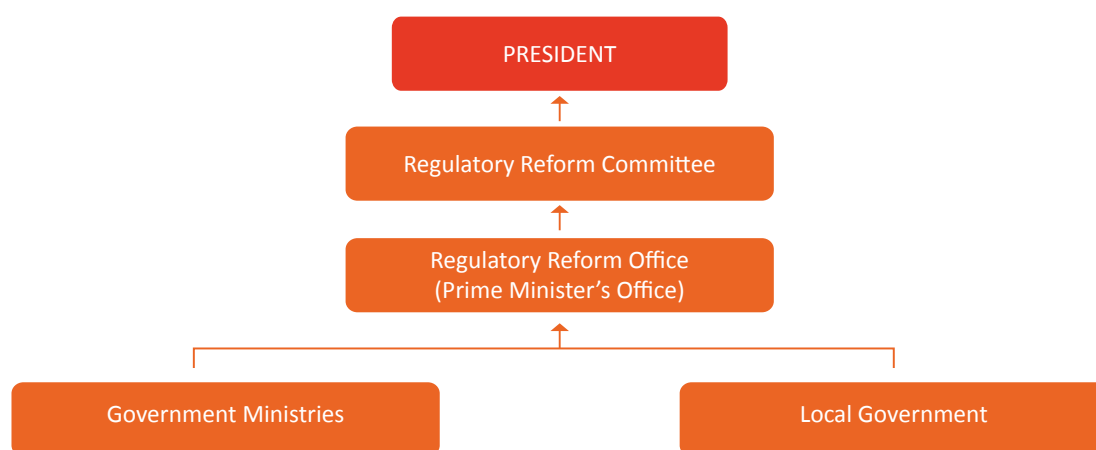 PRESIDENT
Regulatory Reform Committee
Regulatory Reform Office
(Prime Minister’s Office)
Government Ministries
Local Government